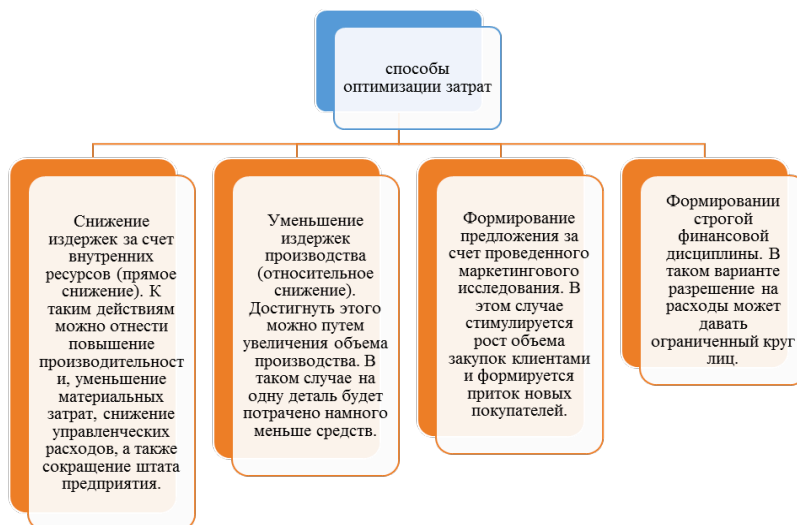 способы
оптимизации затрат
Снижение
издержек за счет
внутренних
ресурсов (прямое
снижение). К
таким действиям
можно отнести
повышение
производительност
и, уменьшение
материальных
затрат, снижение
управленческих
расходов, а также
сокращение штата
предприятия.
Уменьшение
издержек
производства
(относительное
снижение).
Достигнуть этого
можно путем
увеличения объема
производства. В
таком случае на
одну деталь будет
потрачено намного
меньше средств.
Формирование
предложения за
счет проведенного
маркетингового
исследования. В
этом случае
стимулируется
рост объема
закупок клиентами
и формируется
приток новых
покупателей.
Формировании
строгой
финансовой
дисциплины. В
таком варианте
разрешение на
расходы может
давать
ограниченный круг
лиц.